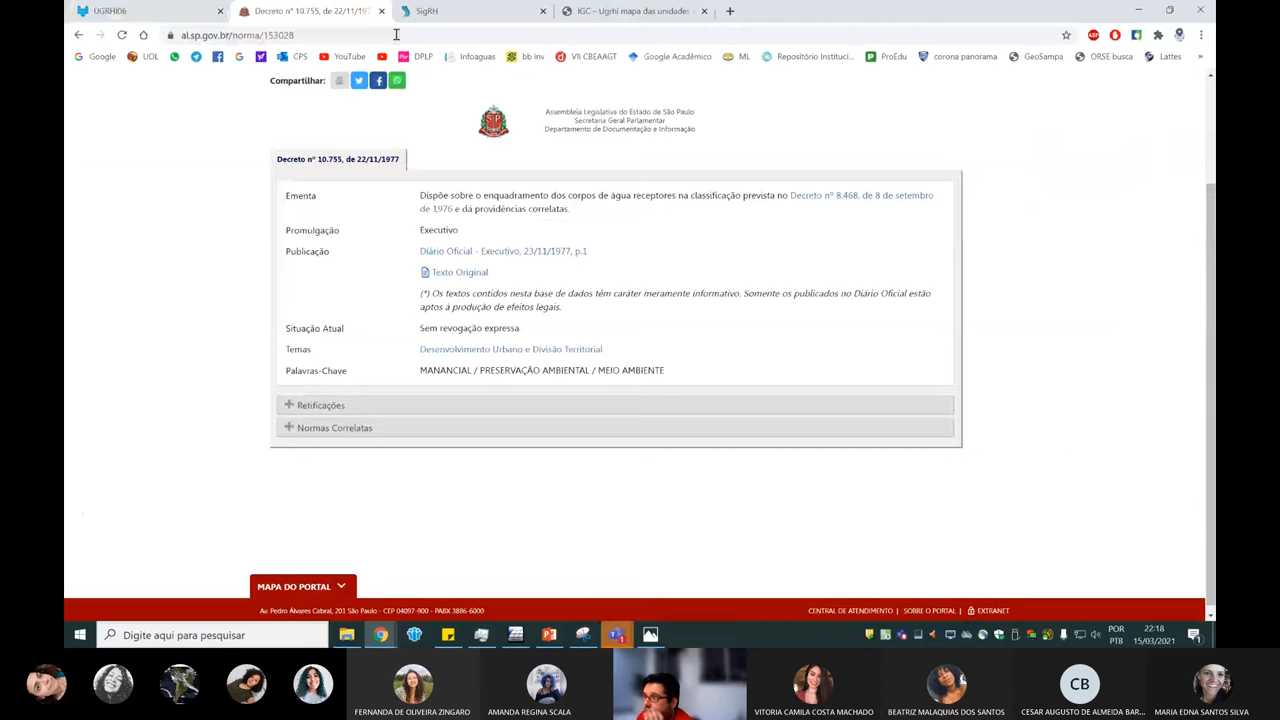 UGRHI06
Decreto nº 10.755, de 22/11/197
SigRH
IGC – Ugrhi mapa das unidades
al.sp.gov.br/norma/153028
Google
UOL
CPS
YouTube
DPLP
Infoaguas
bb inv
VII CBEAAGT
Google Acadêmico
ML
Repositório Instituci...
ProEdu
corona panorama
GeoSampa
ORSE busca
Lattes
»
Compartilhar:
Assembleia Legislativa do Estado de São Paulo
Secretaria Geral Parlamentar
Departamento de Documentação e Informação
Decreto nº 10.755, de 22/11/1977
Ementa
Dispõe sobre o enquadramento dos corpos de água receptores na classificação prevista no Decreto nº 8.468, de 8 de setembro
de 1976 e dá providências correlatas.
Promulgação
Executivo
Publicação
Diário Oficial - Executivo, 23/11/1977, p.1
Texto Original
(*) Os textos contidos nesta base de dados têm caráter meramente informativo. Somente os publicados no Diário Oficial estão
aptos à produção de efeitos legais.
Situação Atual
Sem revogação expressa
Temas
Desenvolvimento Urbano e Divisão Territorial
Palavras-Chave
MANANCIAL / PRESERVAÇÃO AMBIENTAL / MEIO AMBIENTE
Retificações
Normas Correlatas
MAPA DO PORTAL
Av. Pedro Álvares Cabral, 201 São Paulo - CEP 04097-900 - PABX 3886-6000
CENTRAL DE ATENDIMENTO
SOBRE O PORTAL
EXTRANET
Digite aqui para pesquisar
POR
PTB
22:18
15/03/2021
CB
FERNANDA DE OLIVEIRA ZINGARO
AMANDA REGINA SCALA
VITORIA CAMILA COSTA MACHADO
BEATRIZ MALAQUIAS DOS SANTOS
CESAR AUGUSTO DE ALMEIDA BAR...
MARIA EDNA SANTOS SILVA